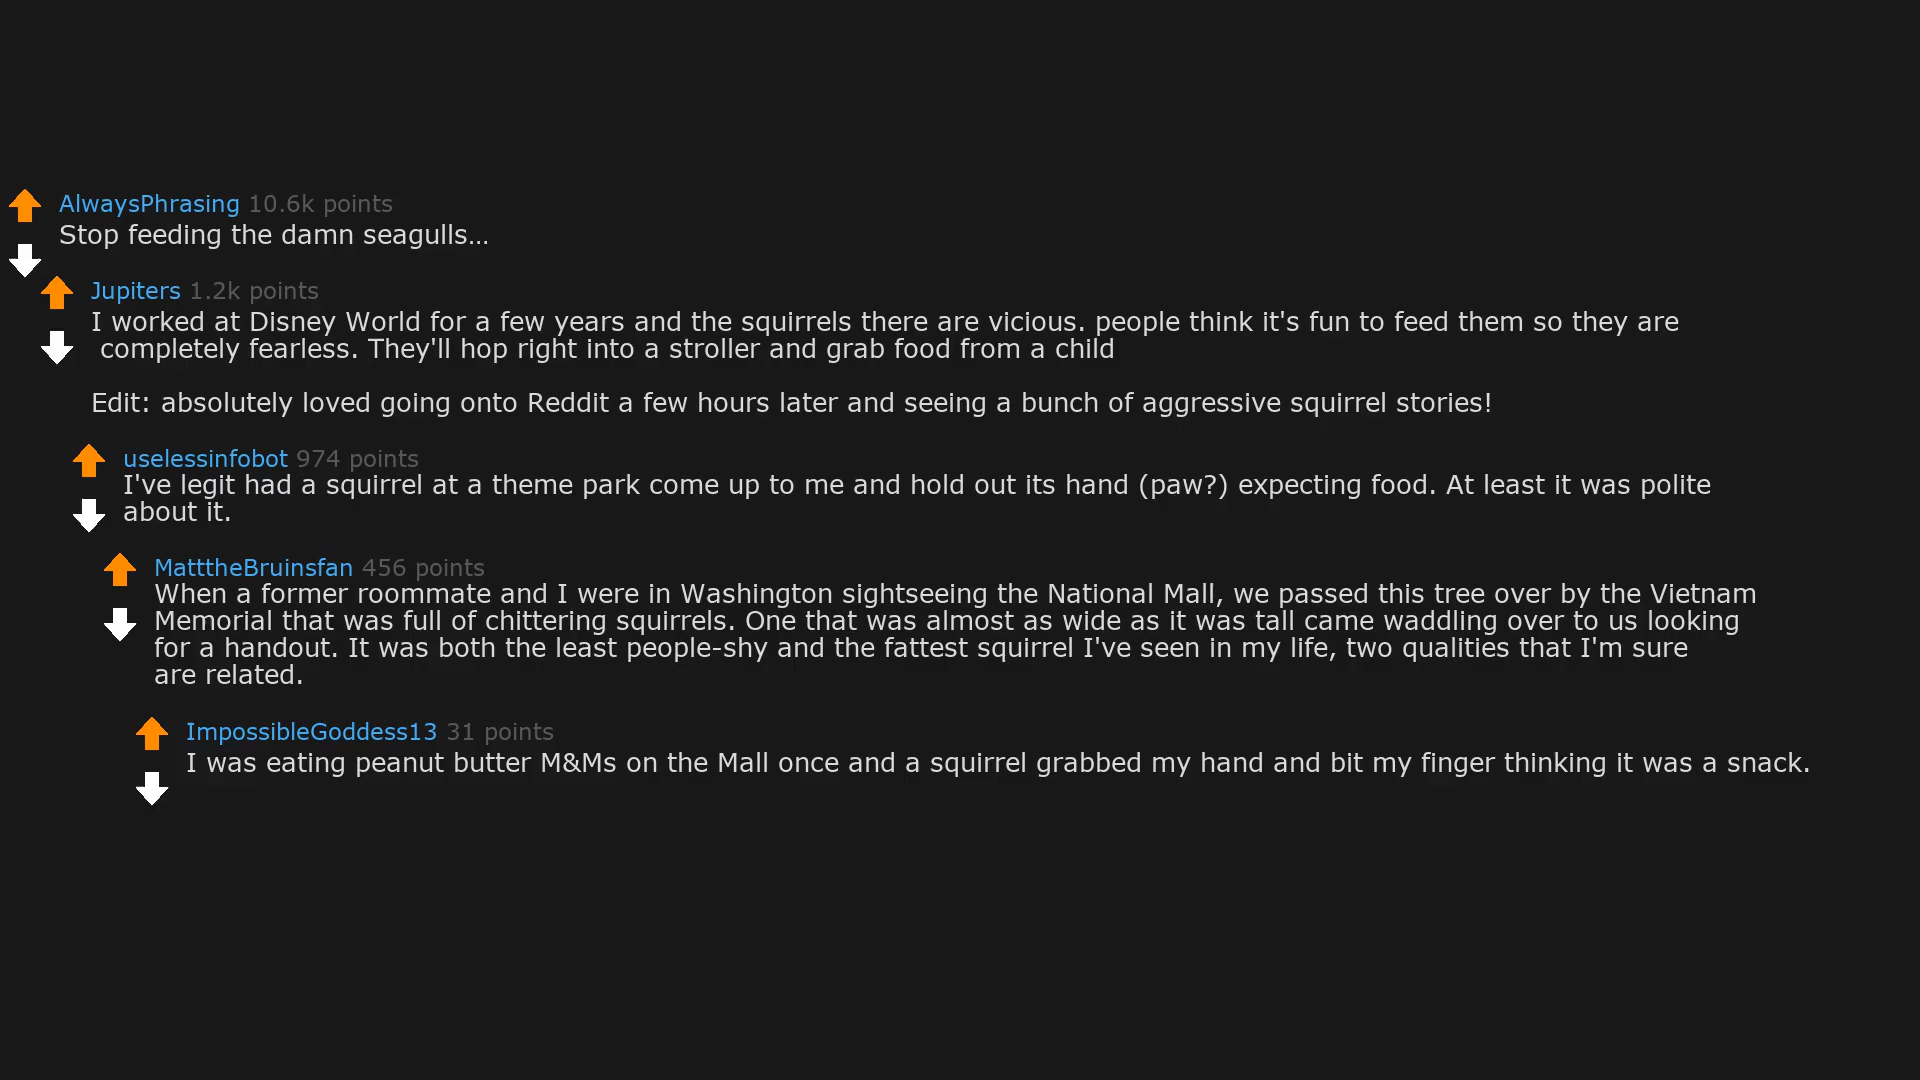 AlwaysPhrasing 10.6k points
Stop feeding the damn seagulls...
Jupiters 1.2k points
I worked at Disney World for a few years and the squirrels there are vicious. people think it's fun to feed them so they are
completely fearless. They'll hop right into a stroller and grab food from a child
Edit: absolutely loved going onto Reddit a few hours later and seeing a bunch of aggressive squirrel stories!
uselessinfobot 974 points
I've legit had a squirrel at a theme park come up to me and hold out its hand (paw?) expecting food. At least it was polite
about it.
MatttheBruinsfan 456 points
When a former roommate and I were in Washington sightseeing the National Mall, we passed this tree over by the Vietnam
Memorial that was full of chittering squirrels. One that was almost as wide as it was tall came waddling over to us looking
for a handout. It was both the least people-shy and the fattest squirrel I've seen in my life, two qualities that I'm sure
are related.
ImpossibleGoddess13 31 points
I was eating peanut butter M&Ms on the Mall once and a squirrel grabbed my hand and bit my finger thinking it was a snack.